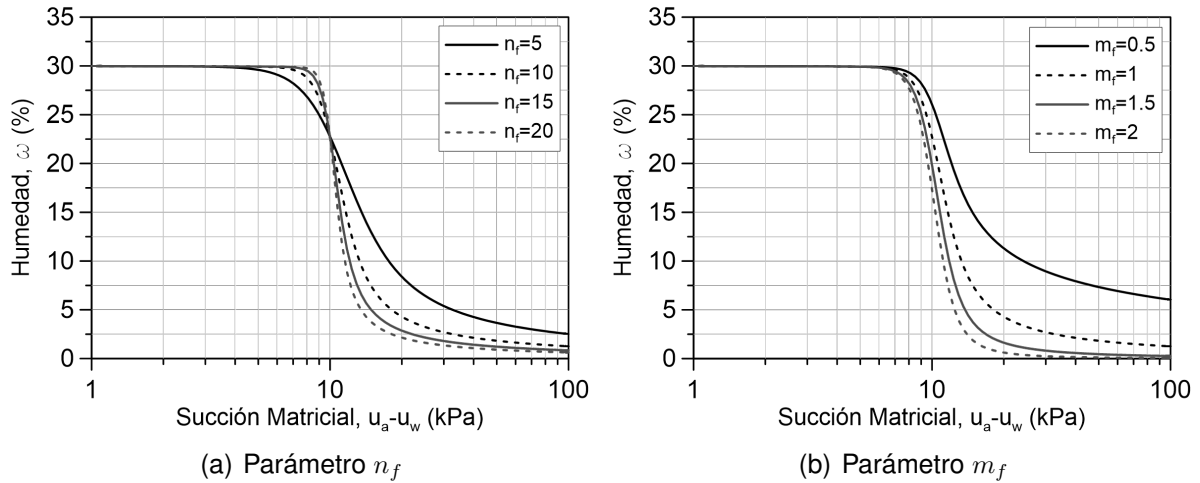 35
30
25
20
15
10
5
0
Humedad, ω (%)
1
10
100
Succión Matricial, uₐ-u_w (kPa)
n_f=5
n_f=10
n_f=15
n_f=20
(a) Parámetro n_f
35
30
25
20
15
10
5
0
Humedad, ω (%)
1
10
100
Succión Matricial, uₐ-u_w (kPa)
m_f=0.5
m_f=1
m_f=1.5
m_f=2
(b) Parámetro m_f